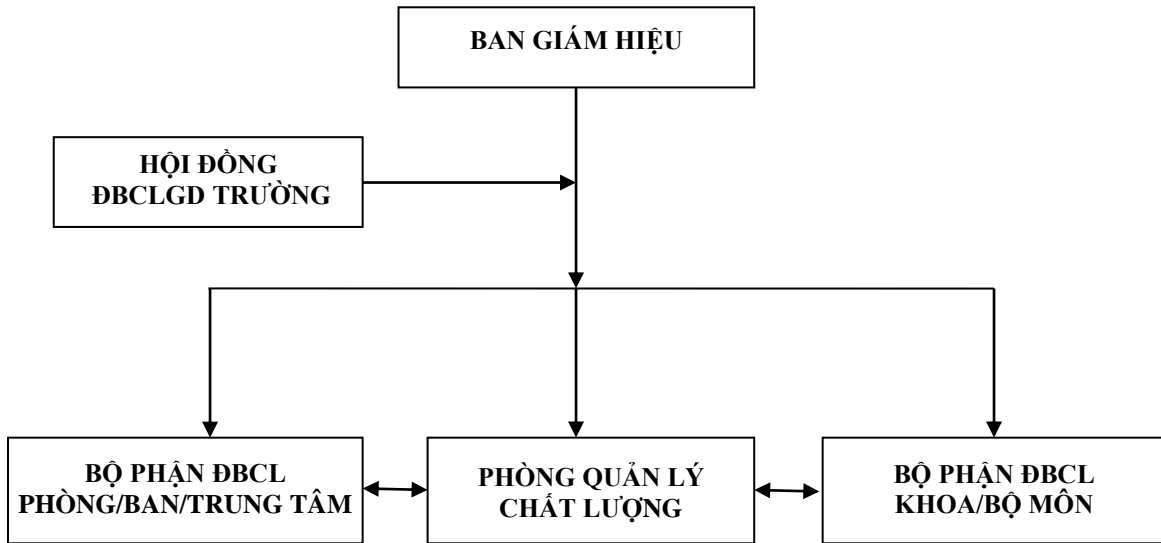 BAN GIÁM HIỆU
HỘI ĐỒNG
ĐBCLGD TRƯỜNG
BỘ PHẬN ĐBCL
PHÒNG/BAN/TRUNG TÂM
PHÒNG QUẢN LÝ
CHẤT LƯỢNG
BỘ PHẬN ĐBCL
KHOA/BỘ MÔN